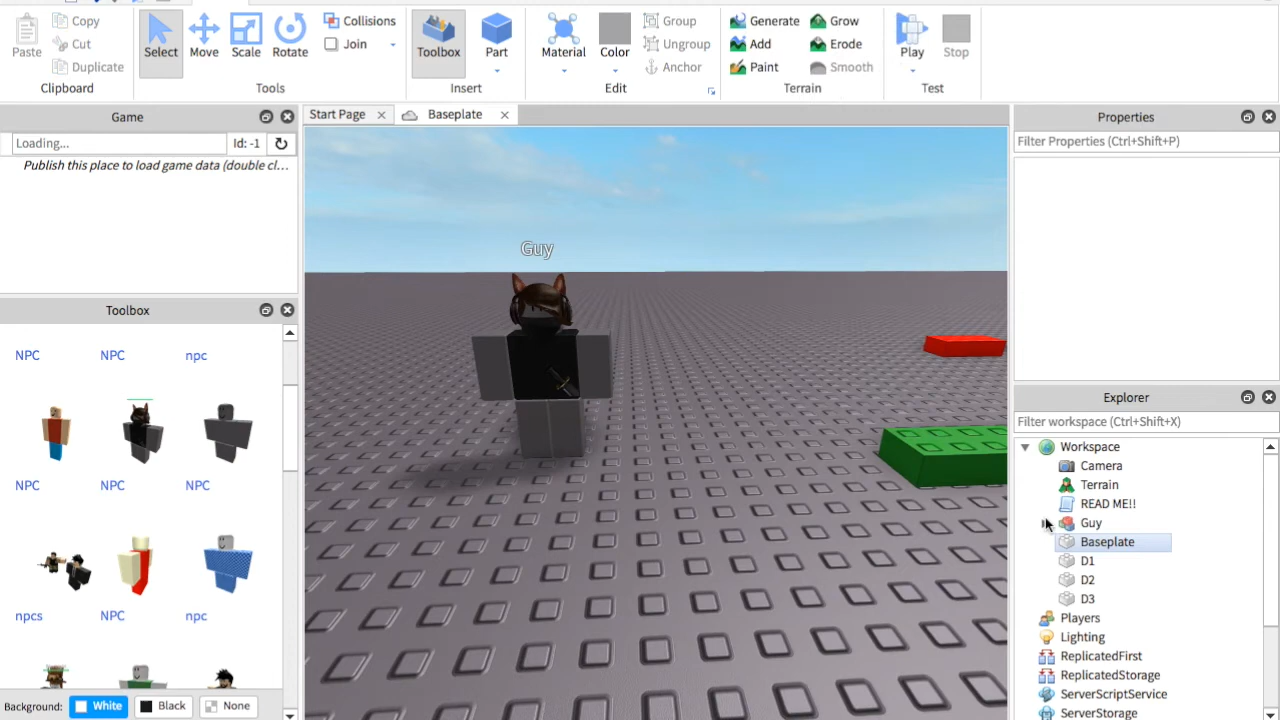 Paste
Copy
Cut
Duplicate
Clipboard
Select
Move
Scale
Rotate
Collisions
Join
Tools
Toolbox
Part
Insert
Material
Color
Group
Ungroup
Anchor
Edit
Generate
Add
Paint
Grow
Erode
Smooth
Terrain
Play
Stop
Test
Game
Loading...
Id: -1
Publish this place to load game data (double cl...
Toolbox
NPC NPC npc
NPC NPC NPC
npcs NPC npc
Background: White Black None
Start Page
Baseplate
Guy
Properties
Filter Properties (Ctrl+Shift+P)
Explorer
Filter workspace (Ctrl+Shift+X)
Workspace
Camera
Terrain
READ ME!!
Guy
Baseplate
D1
D2
D3
Players
Lighting
ReplicatedFirst
ReplicatedStorage
ServerScriptService
ServerStorage